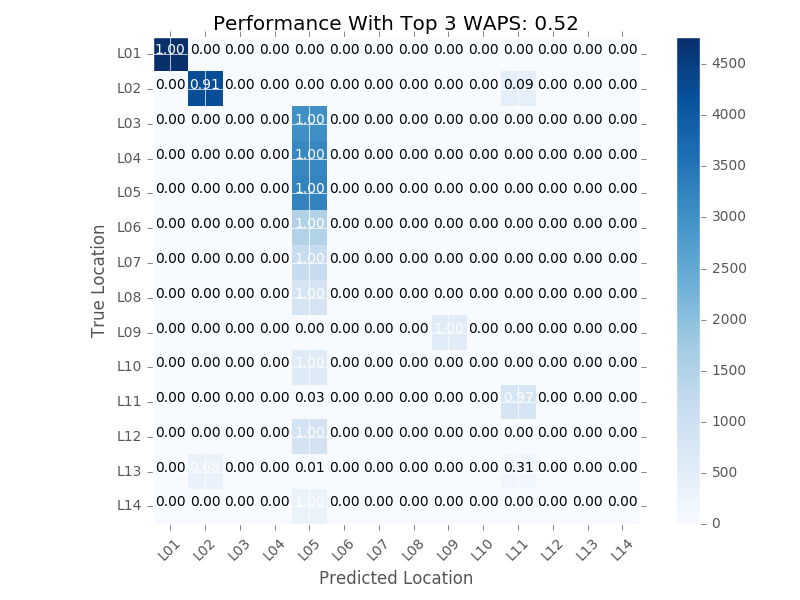 Performance With Top 3 WAPS: 0.52
L01 1.00 0.00 0.00 0.00 0.00 0.00 0.00 0.00 0.00 0.00 0.00 0.00 0.00 0.00
L02 0.00 0.91 0.00 0.00 0.00 0.00 0.00 0.00 0.00 0.00 0.09 0.00 0.00 0.00
L03 0.00 0.00 0.00 0.00 1.00 0.00 0.00 0.00 0.00 0.00 0.00 0.00 0.00 0.00
L04 0.00 0.00 0.00 0.00 1.00 0.00 0.00 0.00 0.00 0.00 0.00 0.00 0.00 0.00
L05 0.00 0.00 0.00 0.00 1.00 0.00 0.00 0.00 0.00 0.00 0.00 0.00 0.00 0.00
L06 0.00 0.00 0.00 0.00 1.00 0.00 0.00 0.00 0.00 0.00 0.00 0.00 0.00 0.00
L07 0.00 0.00 0.00 0.00 1.00 0.00 0.00 0.00 0.00 0.00 0.00 0.00 0.00 0.00
L08 0.00 0.00 0.00 0.00 1.00 0.00 0.00 0.00 0.00 0.00 0.00 0.00 0.00 0.00
L09 0.00 0.00 0.00 0.00 0.00 0.00 0.00 0.00 1.00 0.00 0.00 0.00 0.00 0.00
L10 0.00 0.00 0.00 0.00 1.00 0.00 0.00 0.00 0.00 0.00 0.00 0.00 0.00 0.00
L11 0.00 0.00 0.00 0.00 0.03 0.00 0.00 0.00 0.00 0.00 0.97 0.00 0.00 0.00
L12 0.00 0.00 0.00 0.00 1.00 0.00 0.00 0.00 0.00 0.00 0.00 0.00 0.00 0.00
L13 0.00 0.68 0.00 0.00 0.01 0.00 0.00 0.00 0.00 0.00 0.31 0.00 0.00 0.00
L14 0.00 0.00 0.00 0.00 1.00 0.00 0.00 0.00 0.00 0.00 0.00 0.00 0.00 0.00
L01 L02 L03 L04 L05 L06 L07 L08 L09 L10 L11 L12 L13 L14
Predicted Location
True Location
4500
4000
3500
3000
2500
2000
1500
1000
500
0